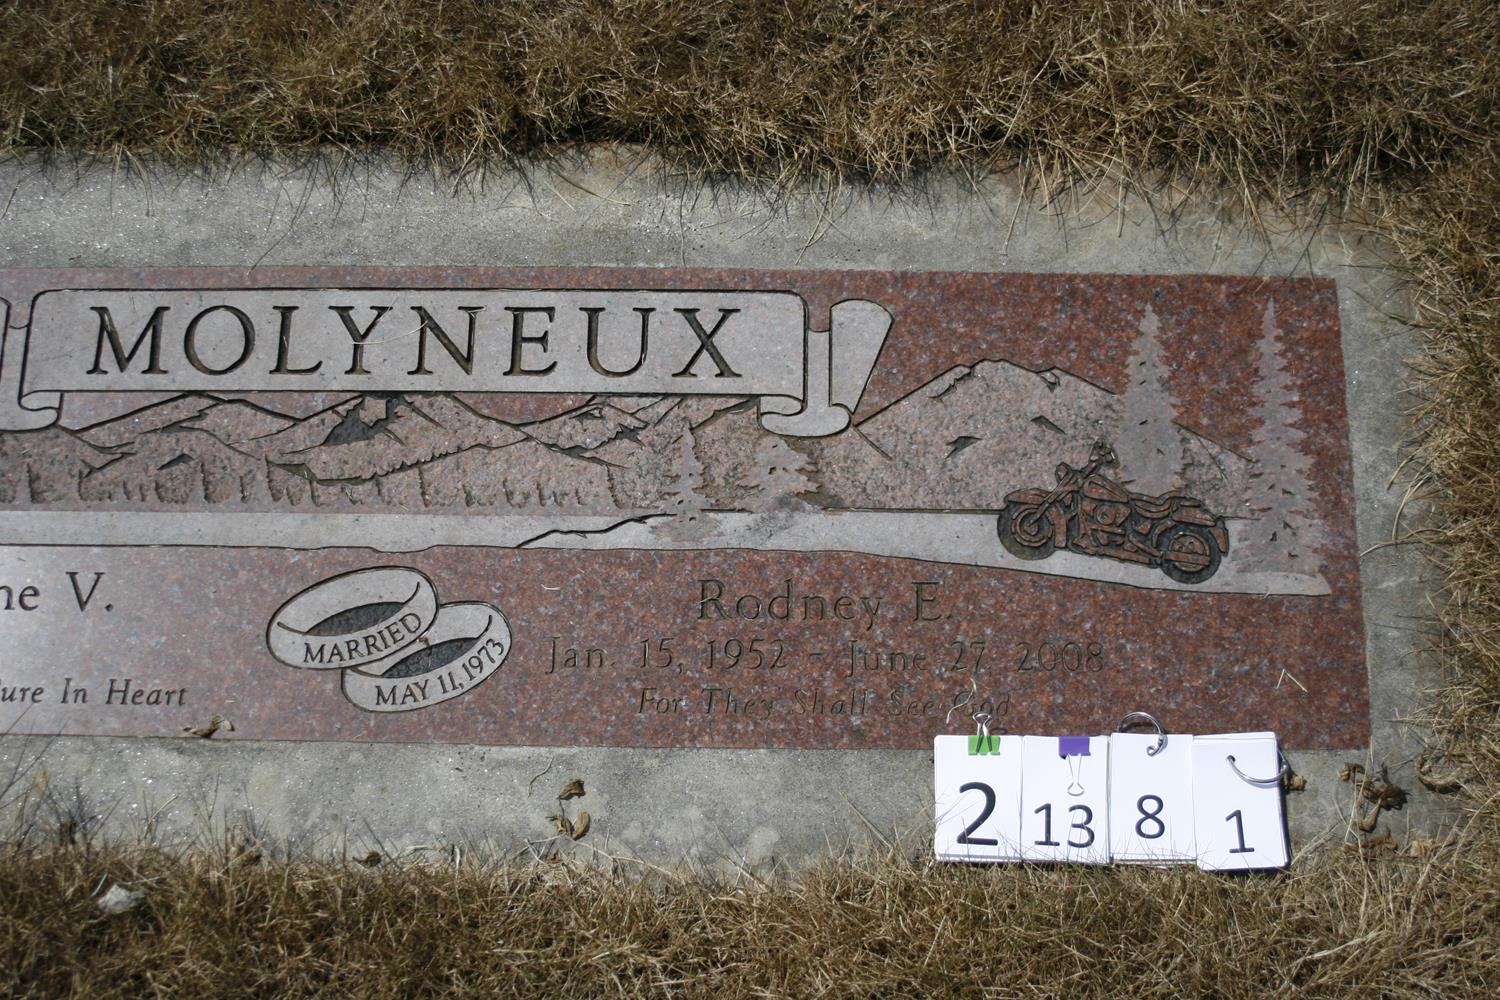 MOLYNEUX
ne V.
ure In Heart
MARRIED
MAY 11, 1973
Rodney E.
Jan. 15, 1952 - June 27, 2008
For They Shall See God
2 13 8 1